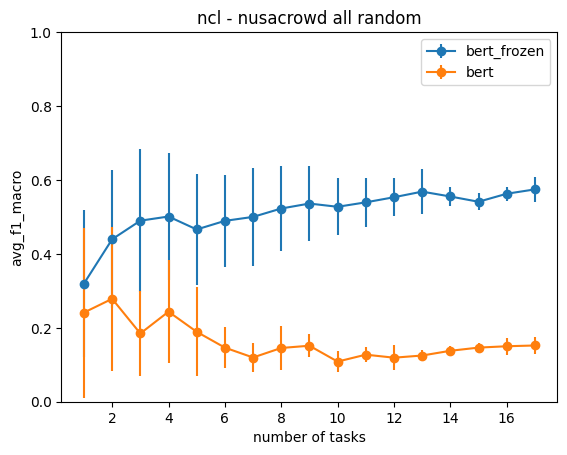 ncl - nusacrowd all random
bert_frozen
bert
avg_f1_macro
1.0
0.8
0.6
0.4
0.2
0.0
2 4 6 8 10 12 14 16
number of tasks